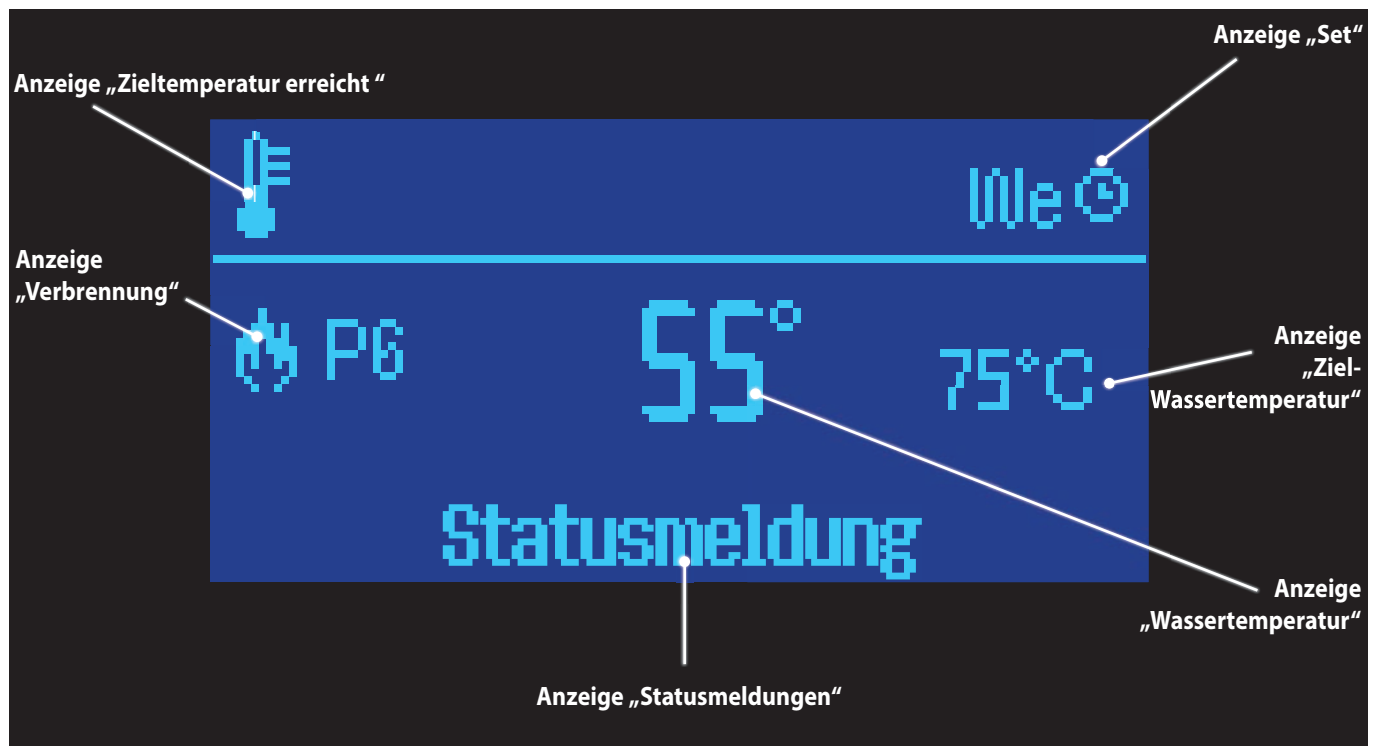 Anzeige „Set“
Anzeige „Zieltemperatur erreicht “
We
Anzeige
„Verbrennung“
P6
55°
75°C
Anzeige
„Ziel-
Wassertemperatur“
Statusmeldung
Anzeige
„Wassertemperatur“
Anzeige „Statusmeldungen“